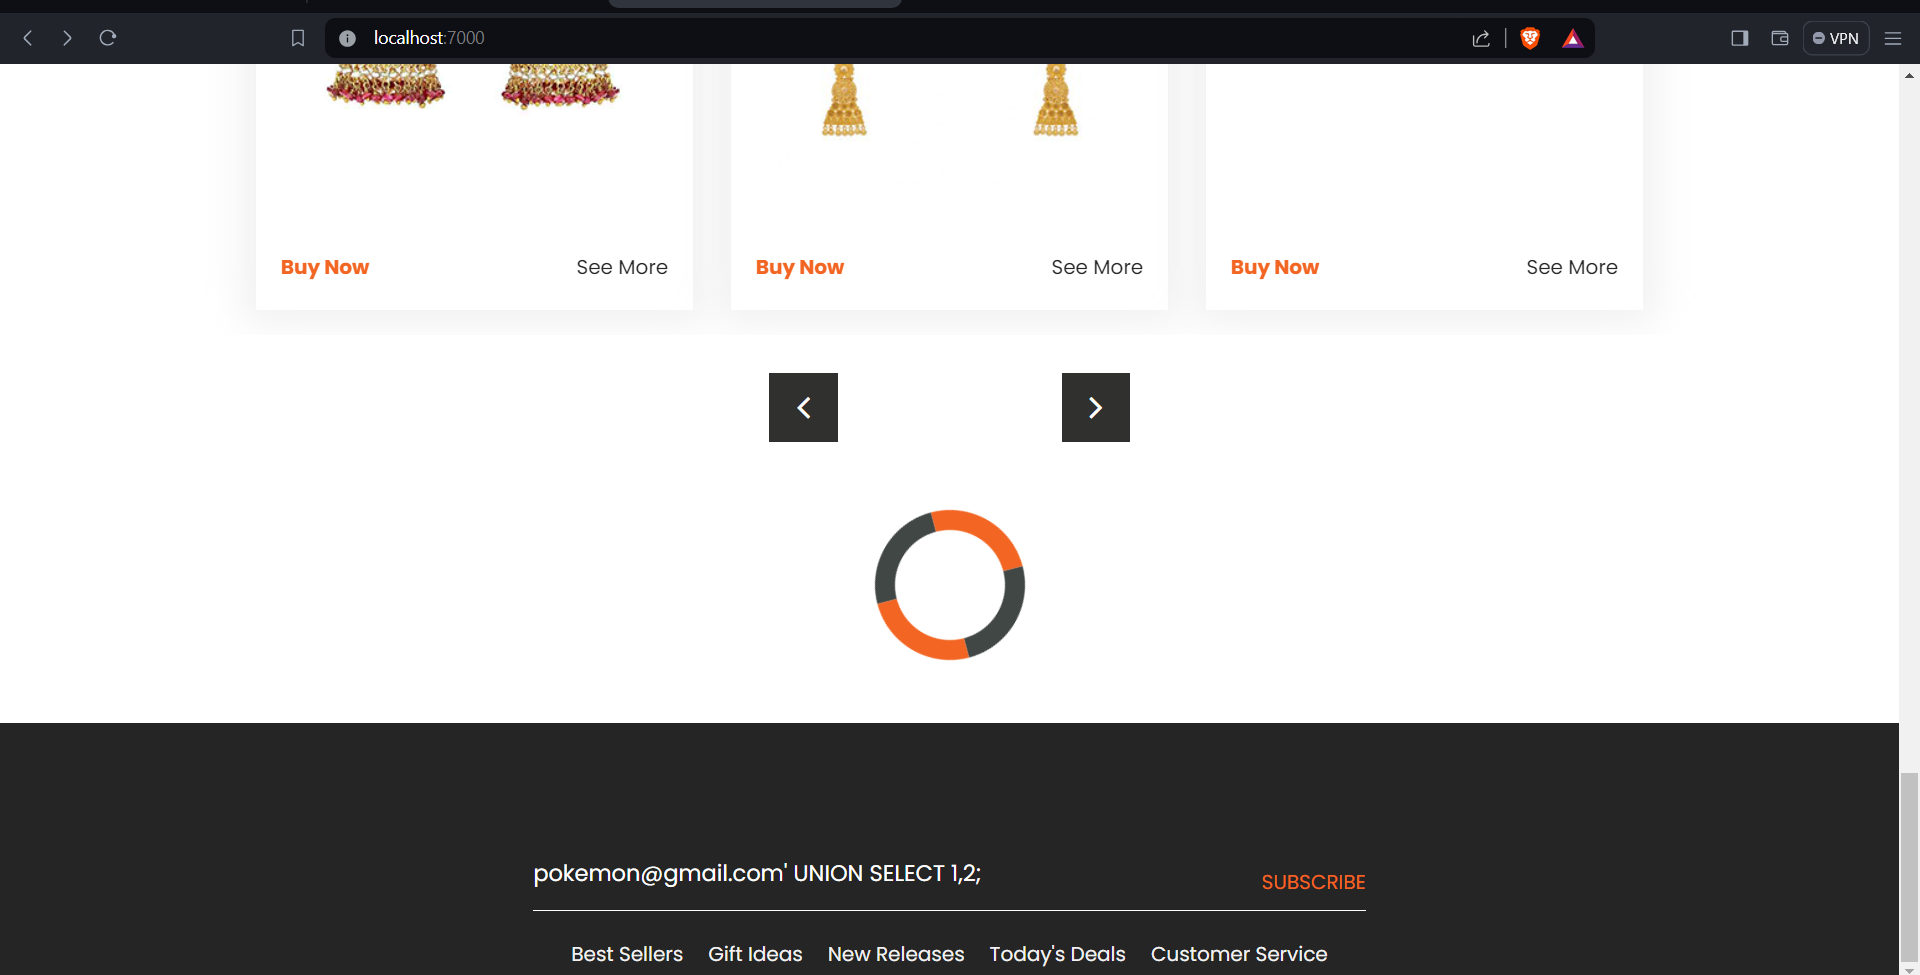 localhost:7000
VPN
Buy Now See More Buy Now See More Buy Now See More
pokemon@gmail.com' UNION SELECT 1,2;
SUBSCRIBE
Best Sellers Gift Ideas New Releases Today's Deals Customer Service